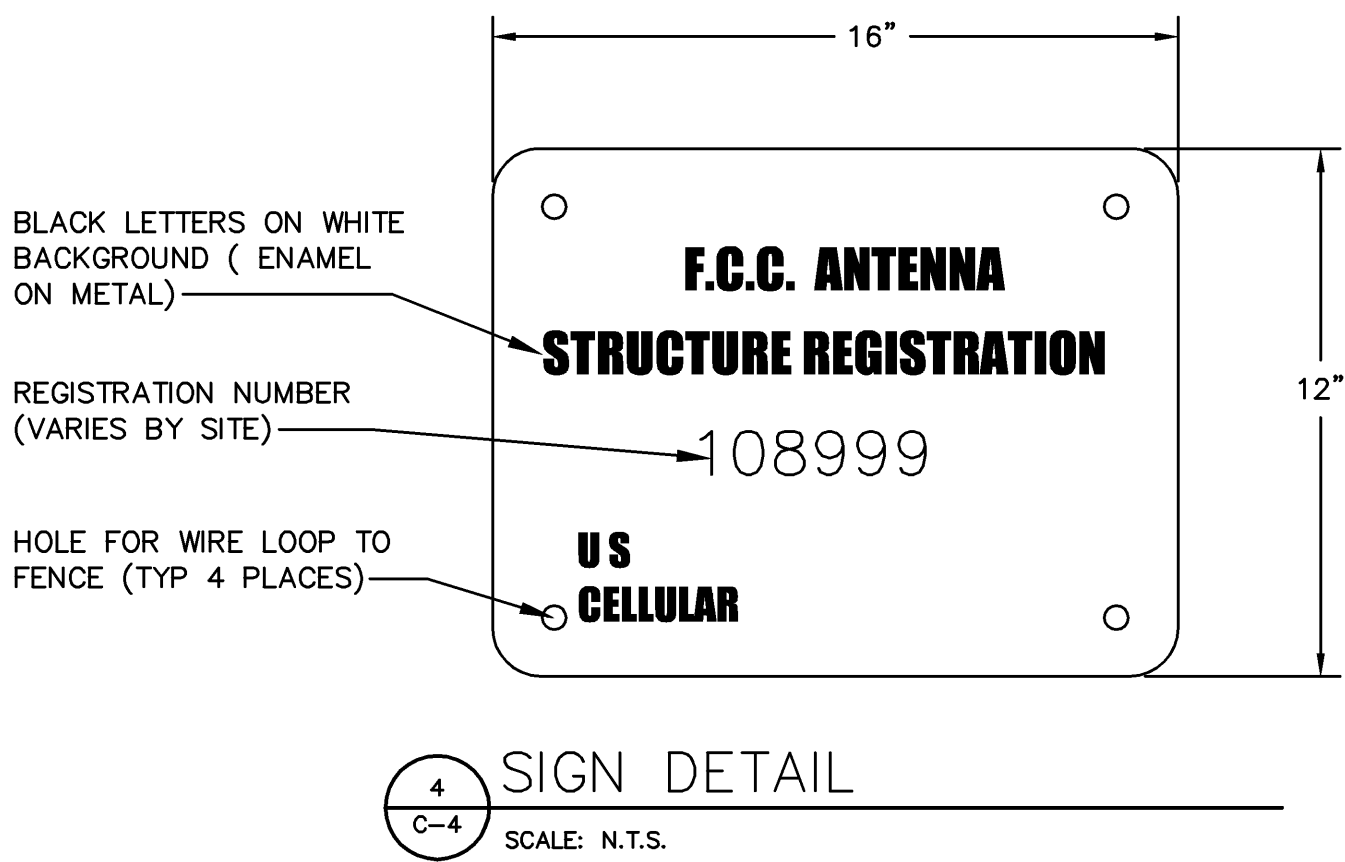 16"
BLACK LETTERS ON WHITE
BACKGROUND ( ENAMEL
ON METAL)
F.C.C. ANTENNA
STRUCTURE REGISTRATION
12"
REGISTRATION NUMBER
(VARIES BY SITE)
108999
HOLE FOR WIRE LOOP TO
FENCE (TYP 4 PLACES)
U S
CELLULAR
4
C-4
SIGN DETAIL
SCALE: N.T.S.